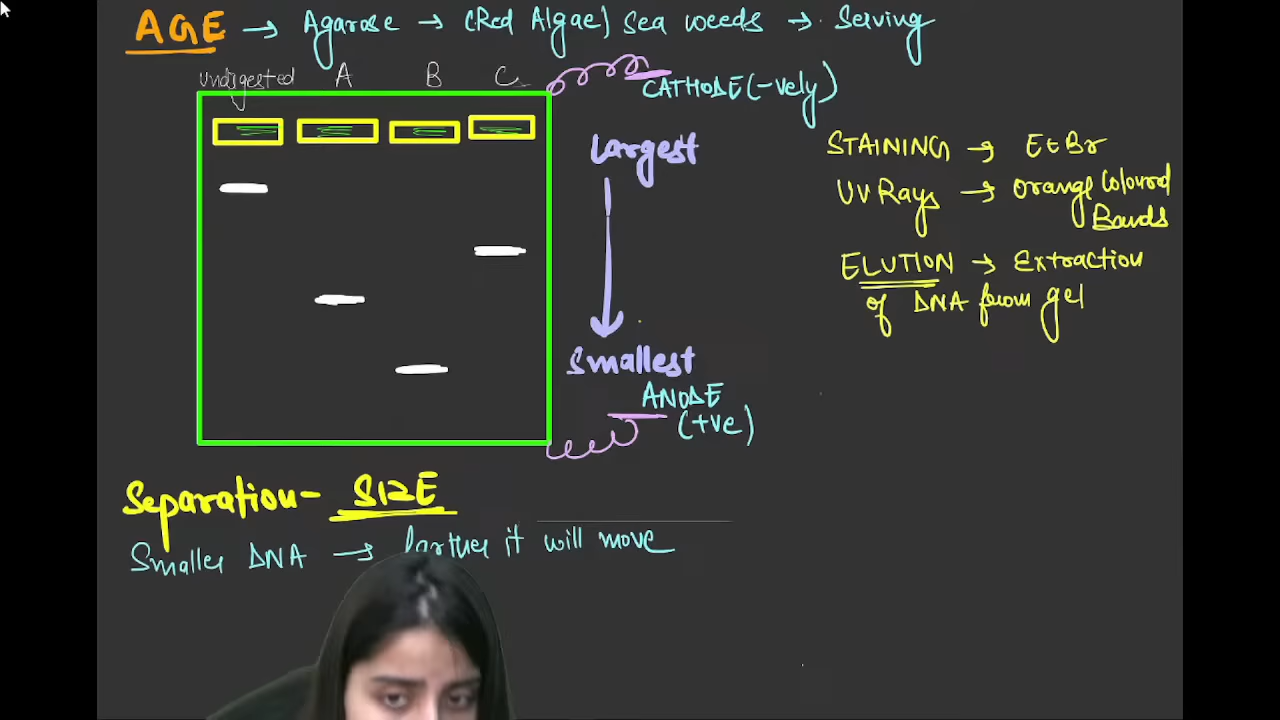 AGE → Agarose → (Red Algae) Sea weeds → Serving
Undigested A B C
CATHODE (-vely)
Largest
Smallest
ANODE
(+ve)
STAINING → EtBr
UV Rays → Orange Coloured
Bands
ELUTION → Extraction
of DNA from gel
Separation- SIZE
Smaller DNA → farther it will move